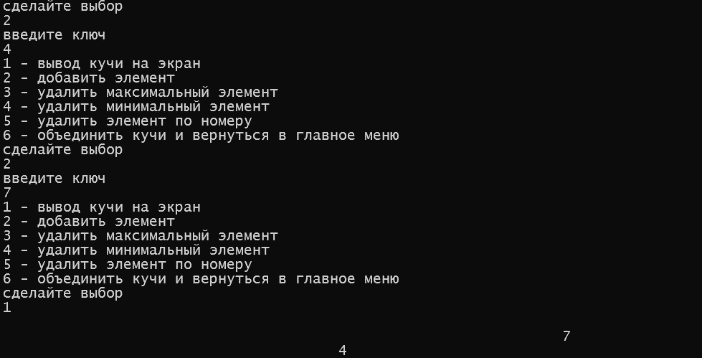 сделайте выбор
2
введите ключ
4
1 - вывод кучи на экран
2 - добавить элемент
3 - удалить максимальный элемент
4 - удалить минимальный элемент
5 - удалить элемент по номеру
6 - объединить кучи и вернуться в главное меню
сделайте выбор
2
введите ключ
7
1 - вывод кучи на экран
2 - добавить элемент
3 - удалить максимальный элемент
4 - удалить минимальный элемент
5 - удалить элемент по номеру
6 - объединить кучи и вернуться в главное меню
сделайте выбор
1
7
4